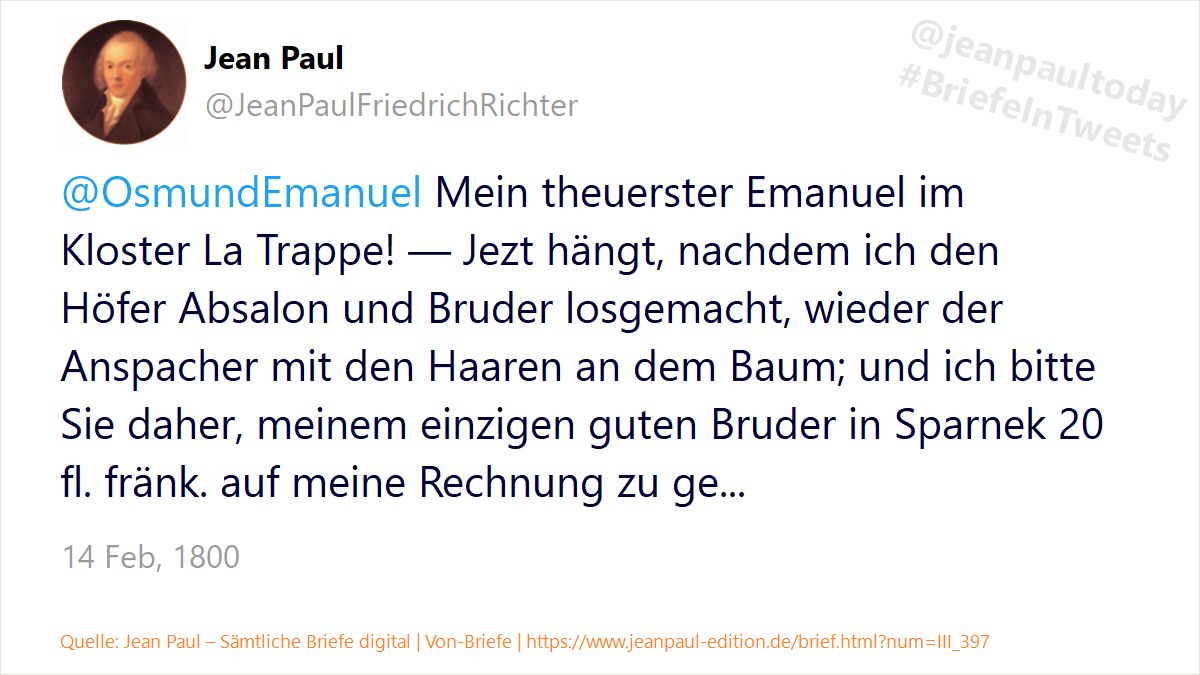 Jean Paul
@JeanPaulFriedrichRichter
@jeanpaultoday
#BriefeInTweets
@OsmundEmanuel Mein theuerster Emanuel im
Kloster La Trappe! — Jezt hängt, nachdem ich den
Höfer Absalon und Bruder losgemacht, wieder der
Anspacher mit den Haaren an dem Baum; und ich bitte
Sie daher, meinem einzigen guten Bruder in Sparnek 20
fl. fränk. auf meine Rechnung zu ge...
14 Feb, 1800
Quelle: Jean Paul – Sämtliche Briefe digital | Von-Briefe | https://www.jeanpaul-edition.de/brief.html?num=III_397